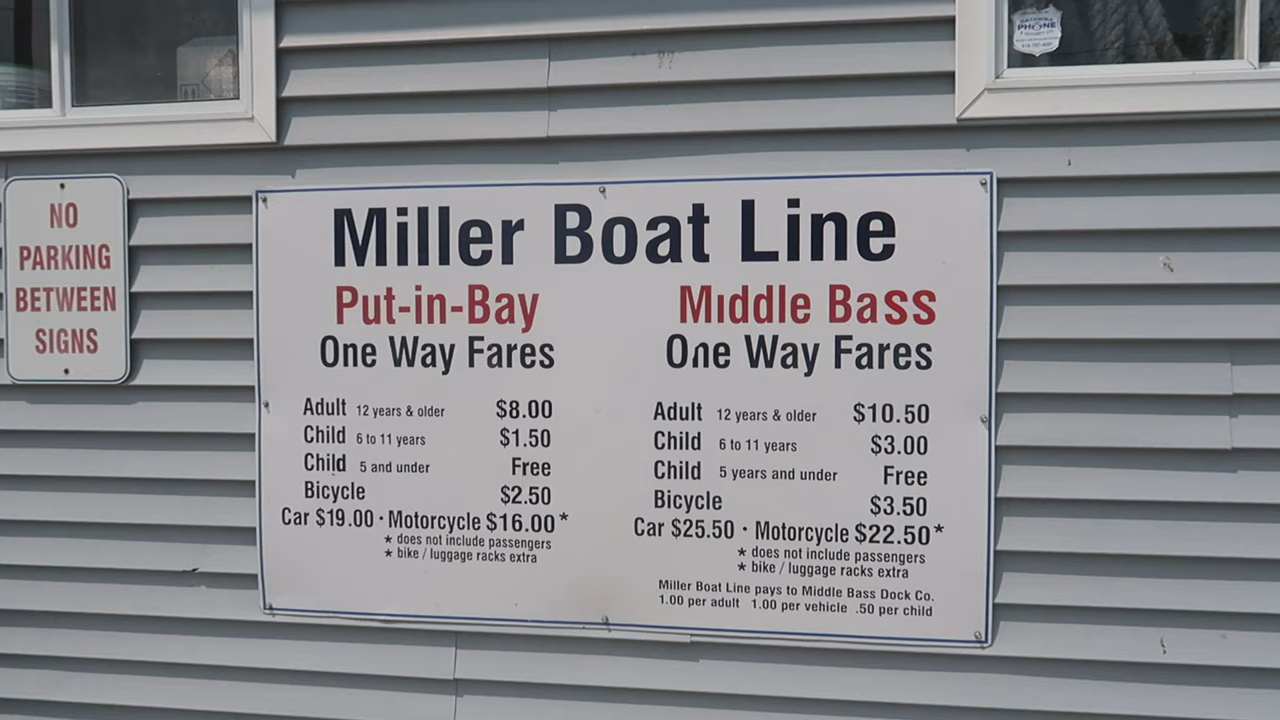 PHONE
NO
PARKING
BETWEEN
SIGNS
Miller Boat Line
Put-in-Bay
One Way Fares
Adult 12 years & older $8.00
Child 6 to 11 years $1.50
Child 5 and under Free
Bicycle $2.50
Car $19.00 · Motorcycle $16.00*
* does not include passengers
* bike / luggage racks extra
Middle Bass
One Way Fares
Adult 12 years & older $10.50
Child 6 to 11 years $3.00
Child 5 years and under Free
Bicycle $3.50
Car $25.50 · Motorcycle $22.50*
* does not include passengers
* bike / luggage racks extra
Miller Boat Line pays to Middle Bass Dock Co.
1.00 per adult 1.00 per vehicle .50 per child